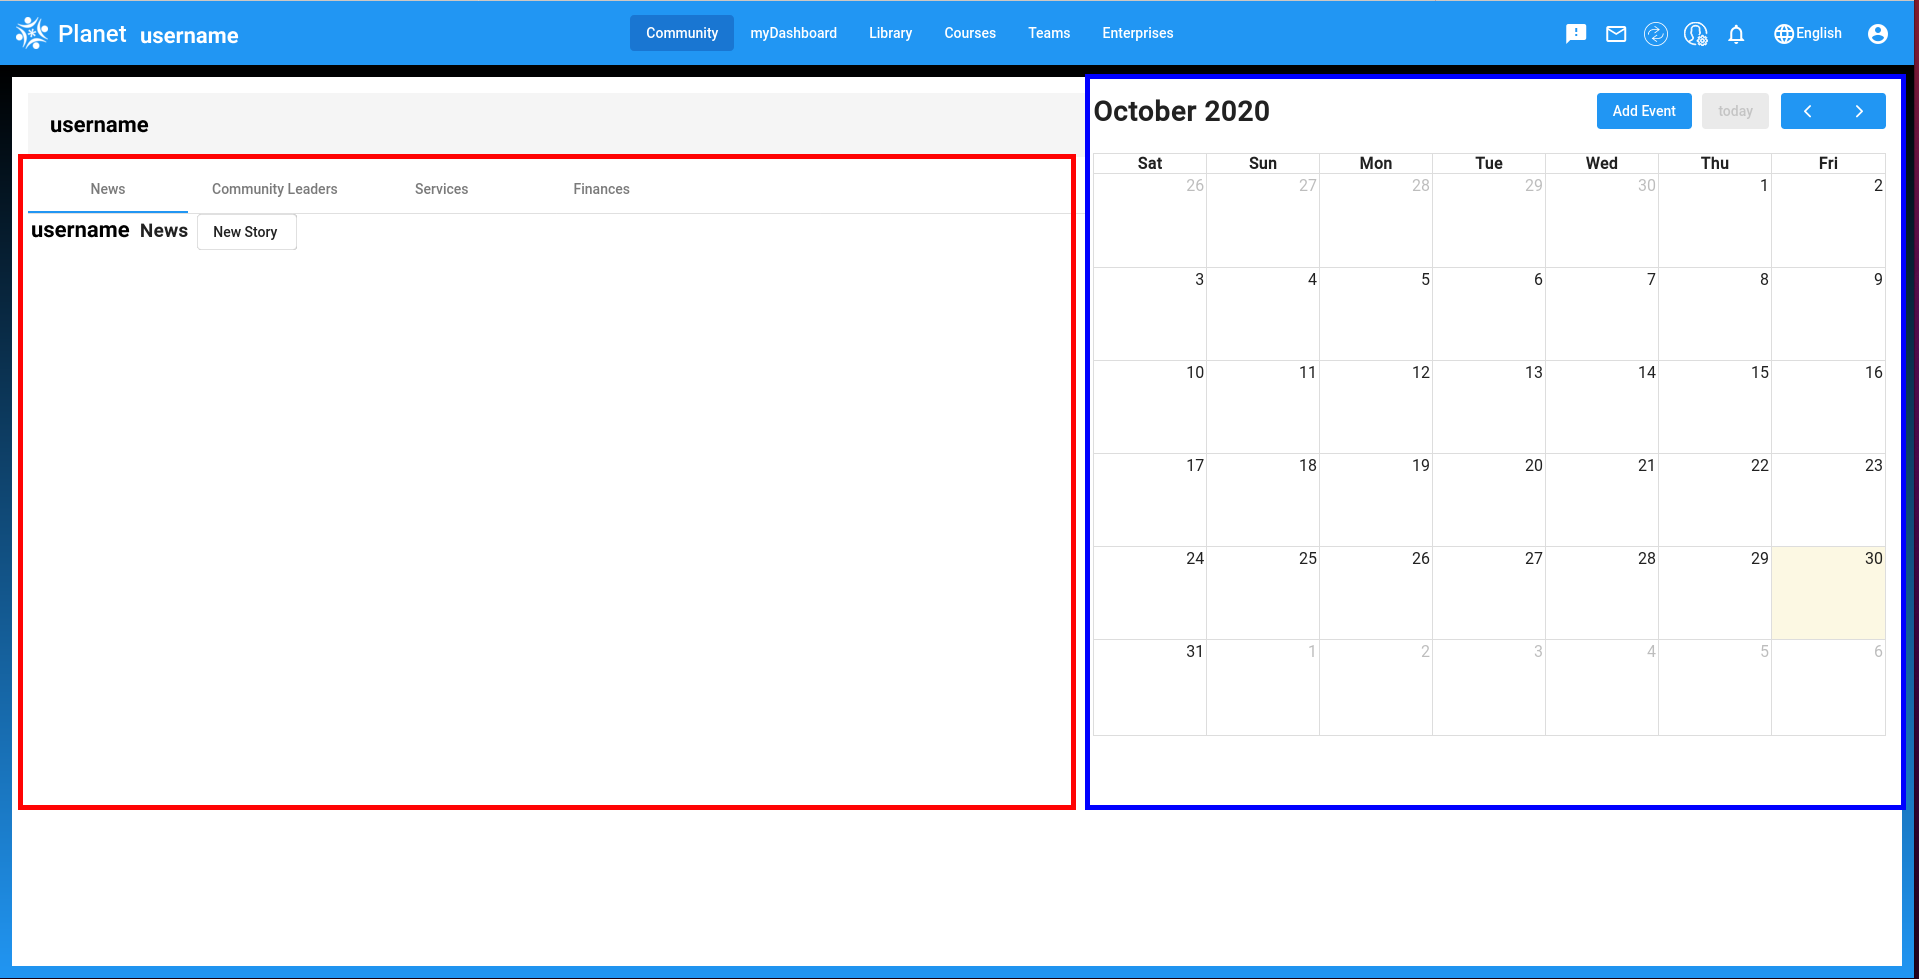 Planet username Community myDashboard Library Courses Teams Enterprises English
username
News Community Leaders Services Finances
username News New Story
October 2020 Add Event today
Sat Sun Mon Tue Wed Thu Fri
26 27 28 29 30 1 2
3 4 5 6 7 8 9
10 11 12 13 14 15 16
17 18 19 20 21 22 23
24 25 26 27 28 29 30
31 1 2 3 4 5 6